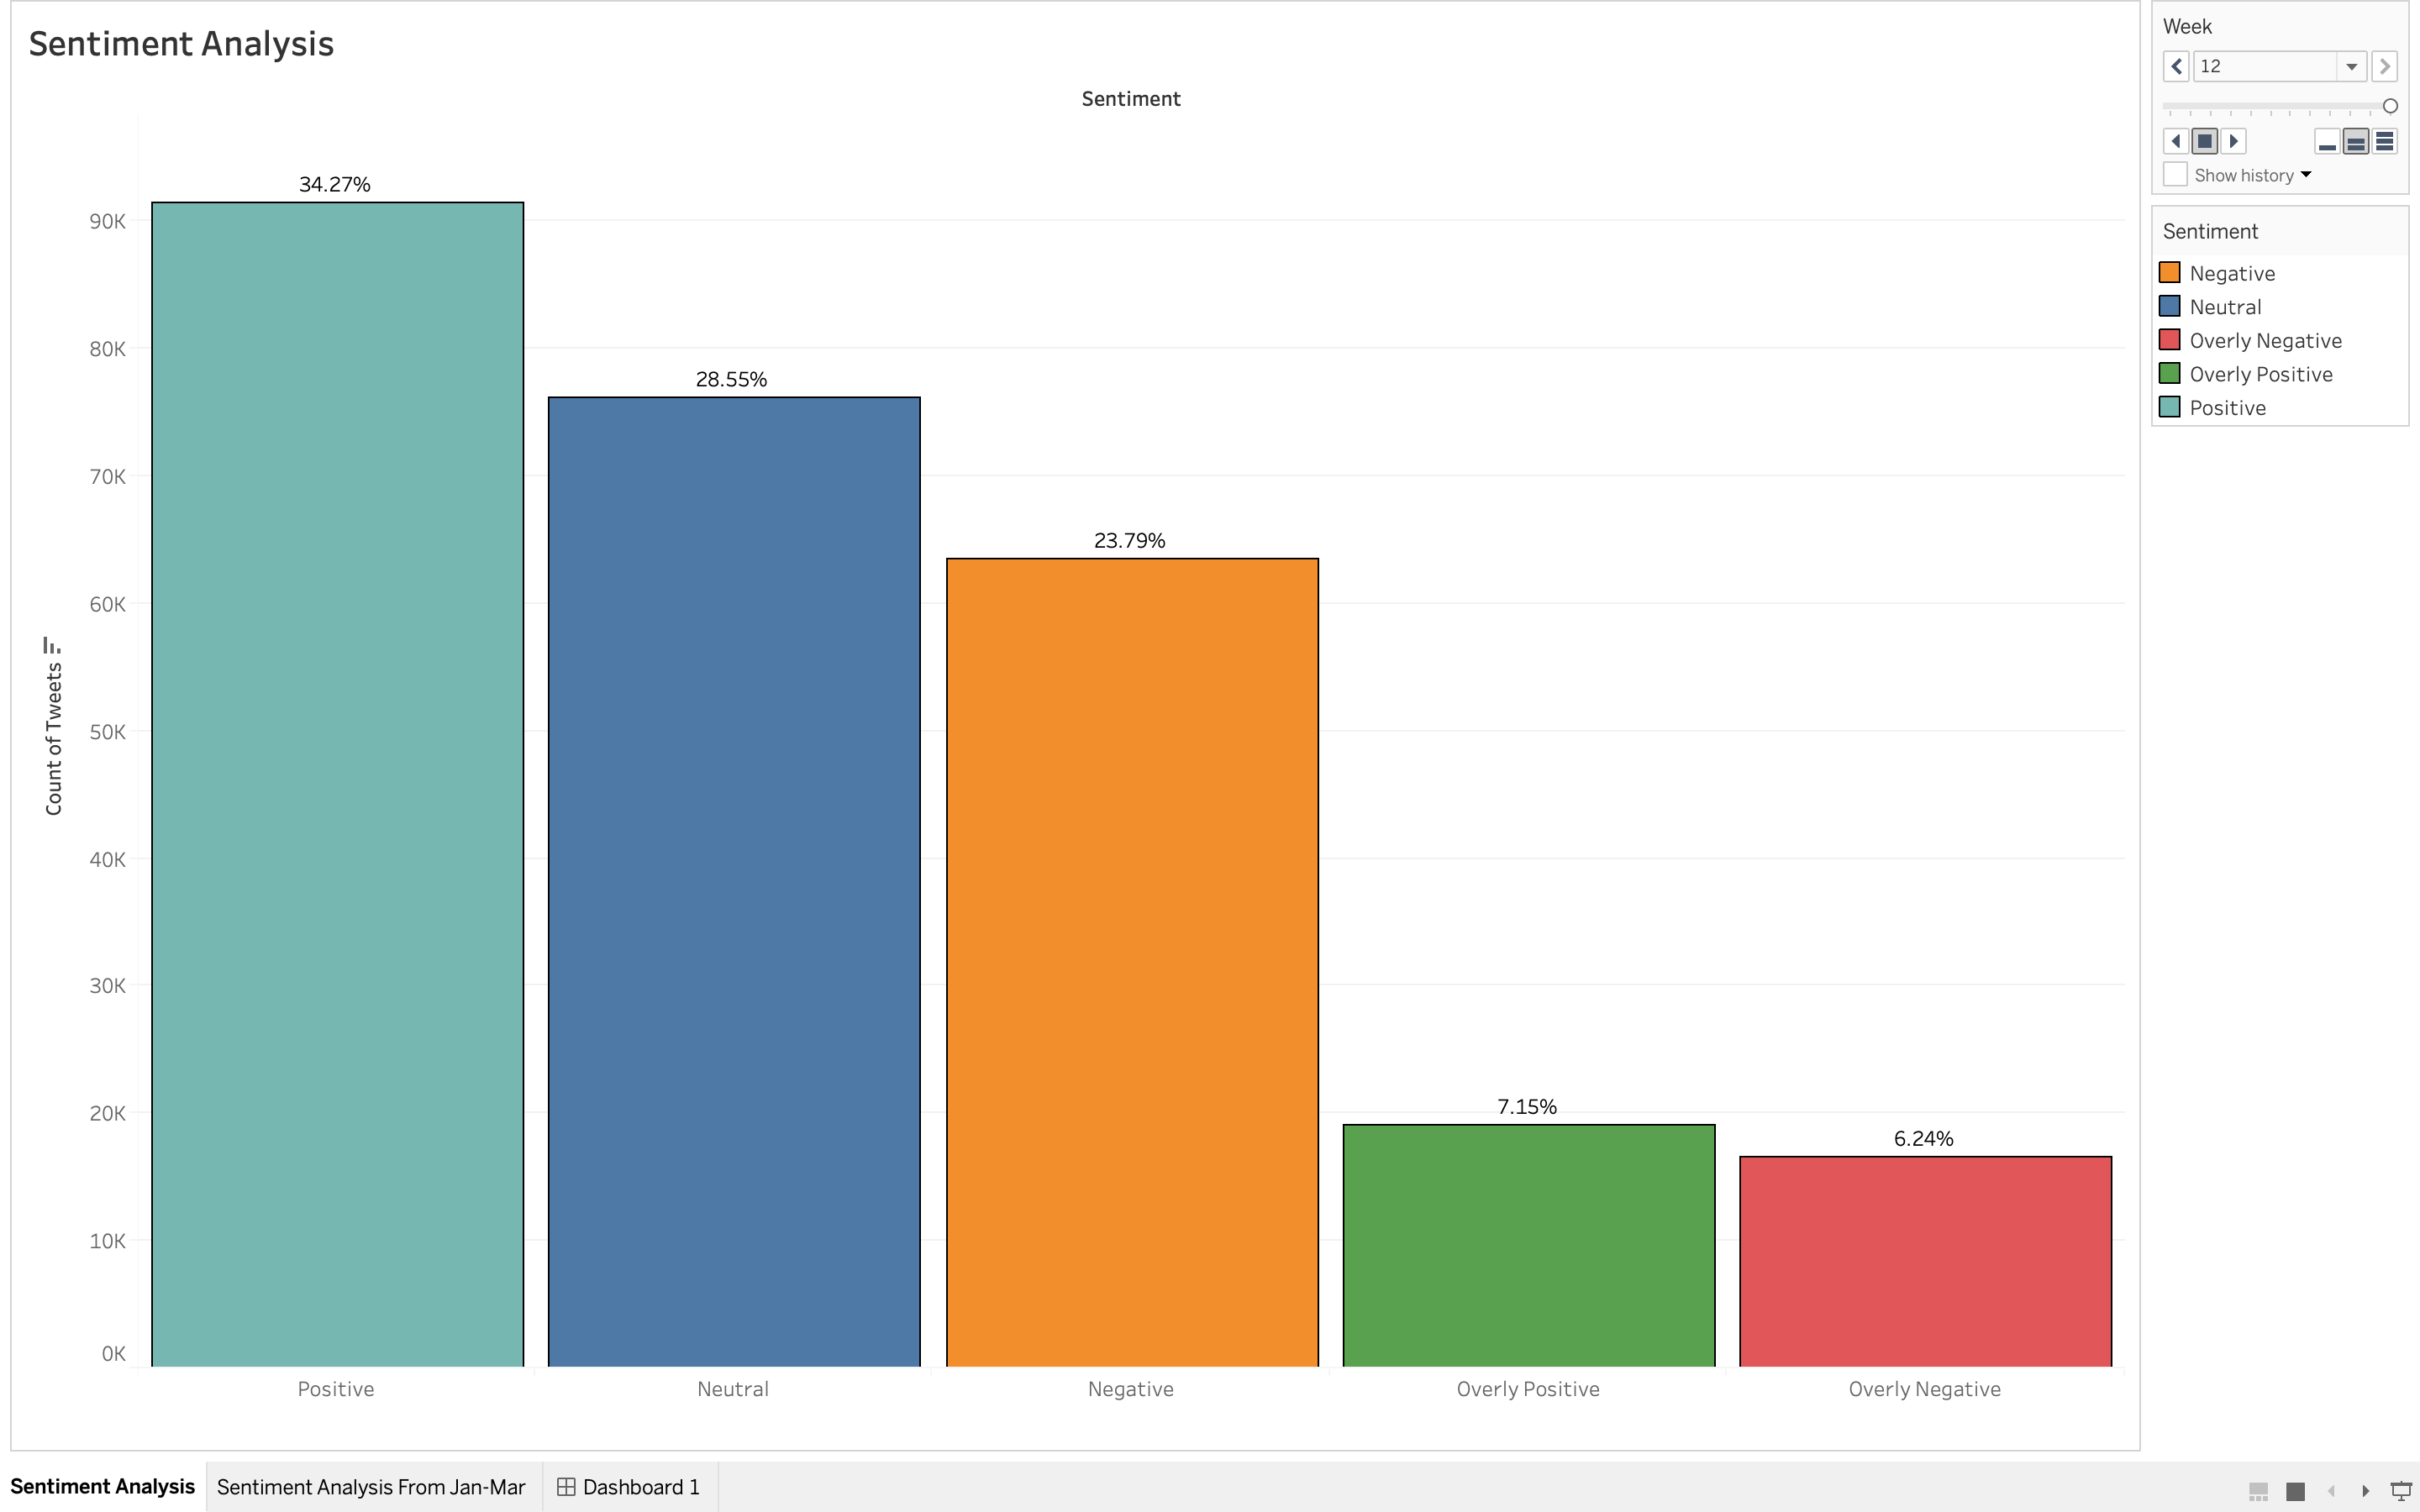 Sentiment Analysis
Sentiment
34.27%
28.55%
23.79%
7.15%
6.24%
90K
80K
70K
60K
50K
40K
30K
20K
10K
0K
Count of Tweets
Positive
Neutral
Negative
Overly Positive
Overly Negative
Week
12
Show history
Sentiment
Negative
Neutral
Overly Negative
Overly Positive
Positive
Sentiment Analysis
Sentiment Analysis From Jan-Mar
Dashboard 1